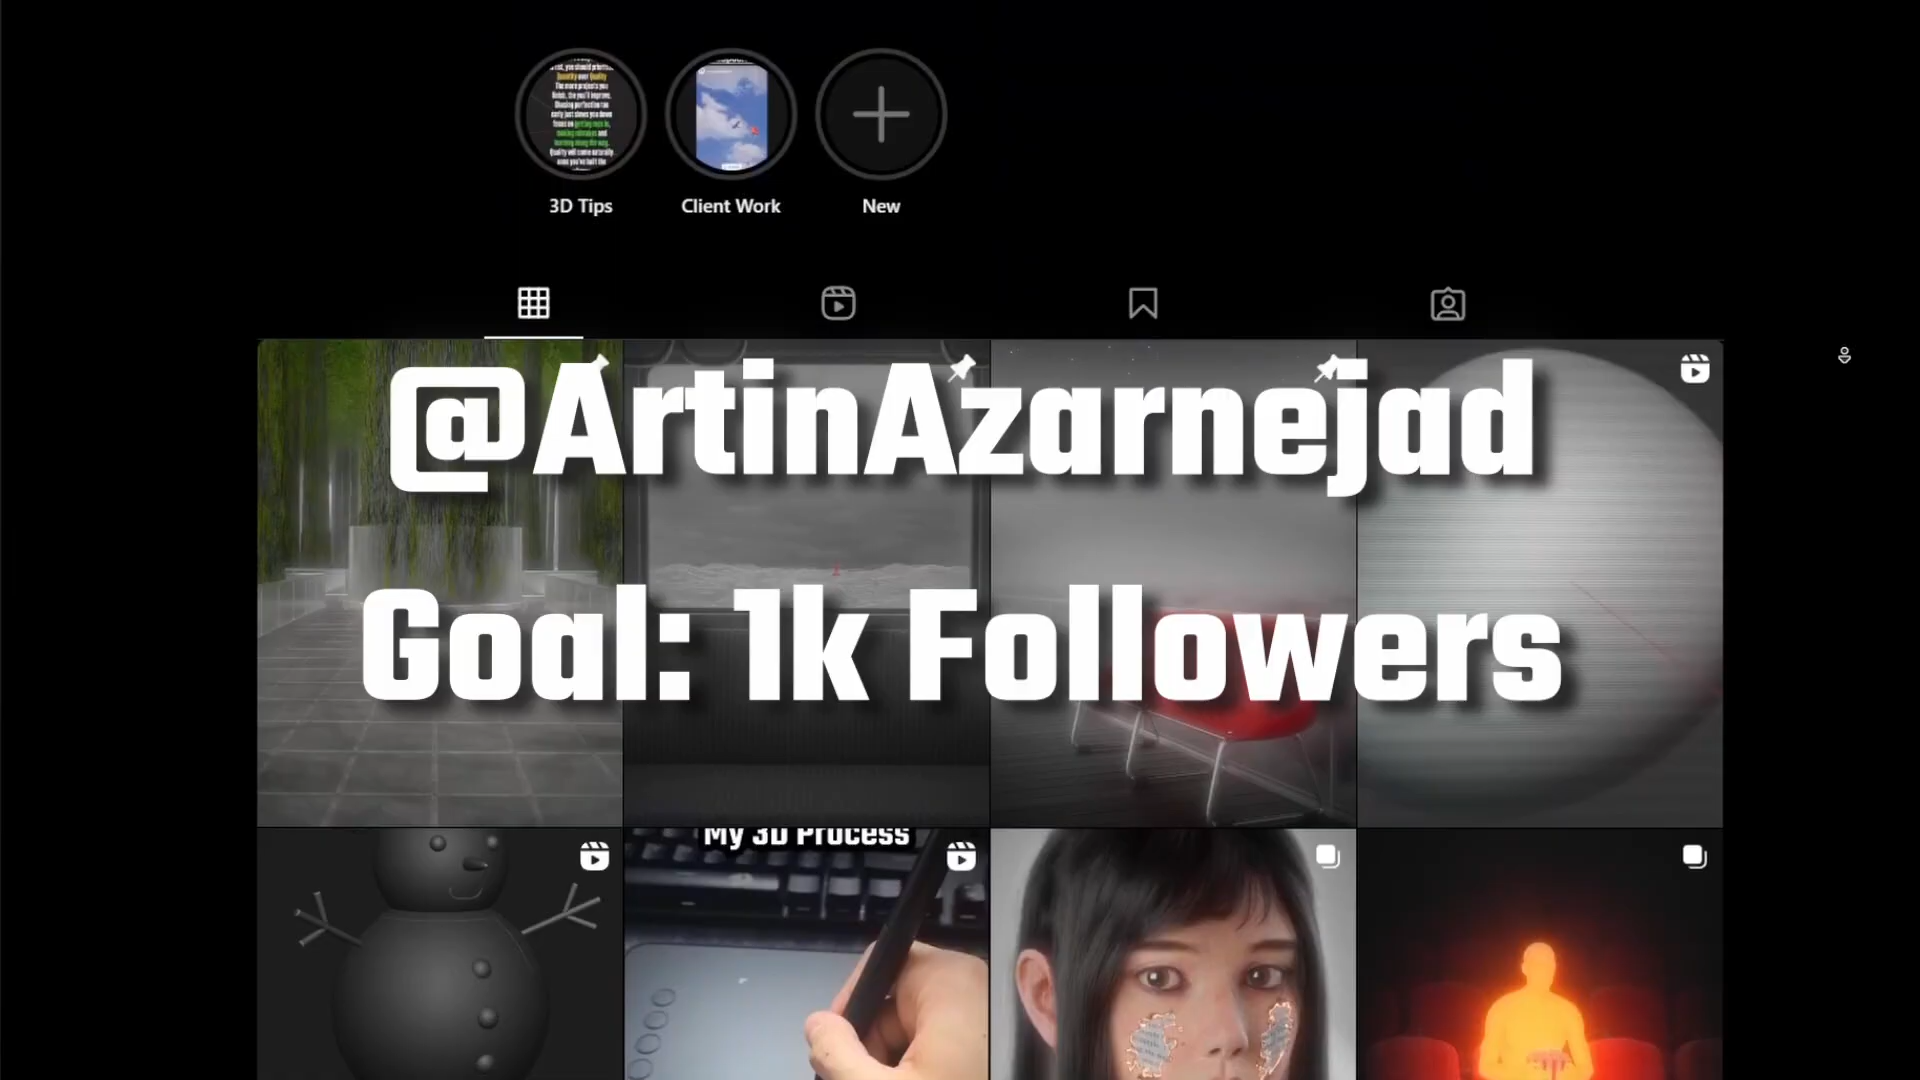 3D Tips
Client Work
New
@ArtinAzarnejad
Goal: 1k Followers
My 3D Process